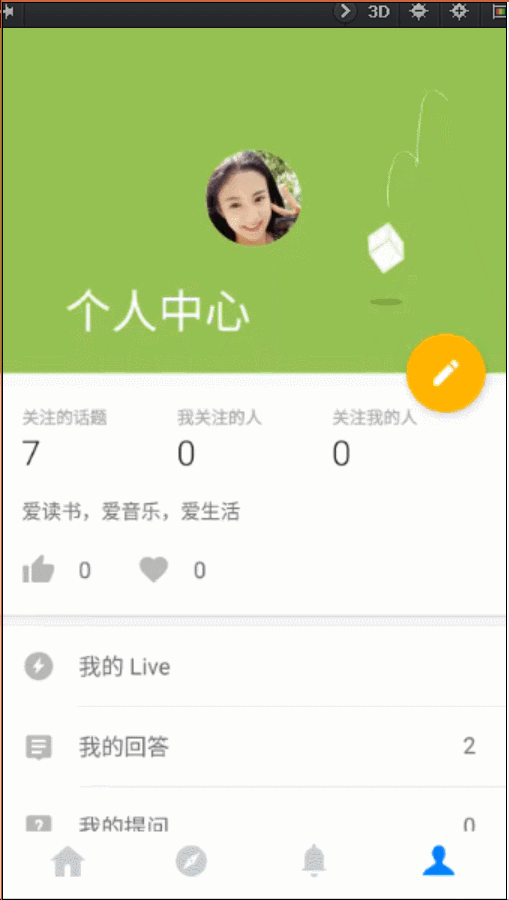 3D
个人中心
关注的话题 我关注的人 关注我的人
7 0 0
爱读书，爱音乐，爱生活
0 0
我的 Live
我的回答 2
我的提问 0